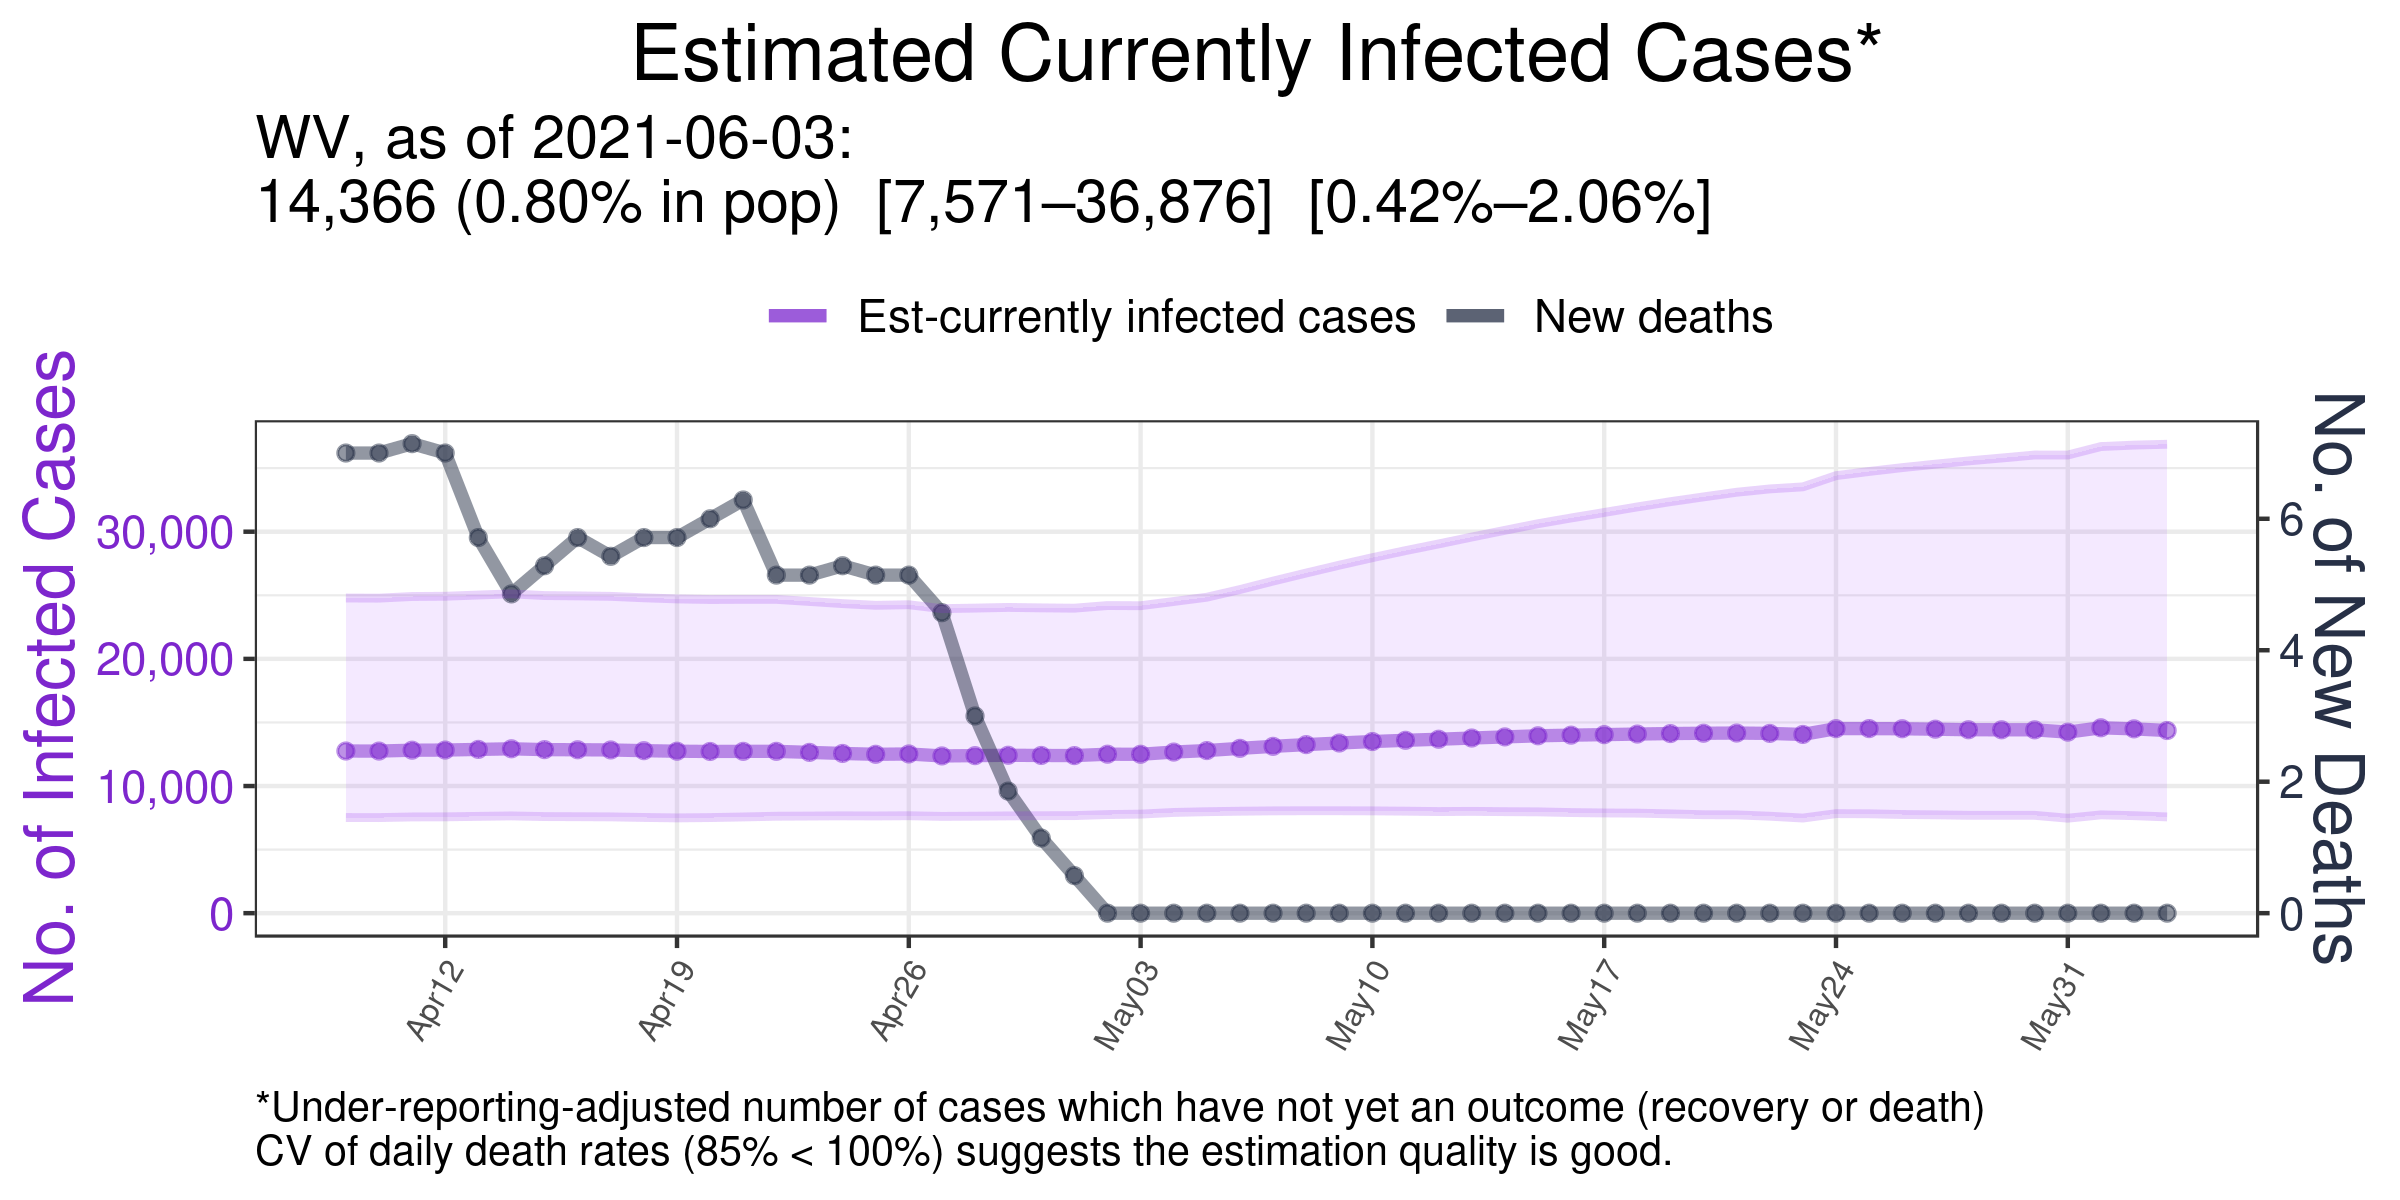 Estimated Currently Infected Cases*
WV, as of 2021-06-03:
14,366 (0.80% in pop) [7,571–36,876] [0.42%–2.06%]
Est-currently infected cases
New deaths
No. of Infected Cases
30,000
20,000
10,000
0
6
4
2
0
No. of New Deaths
Apr12
Apr19
Apr26
May03
May10
May17
May24
May31
*Under-reporting-adjusted number of cases which have not yet an outcome (recovery or death)
CV of daily death rates (85% < 100%) suggests the estimation quality is good.